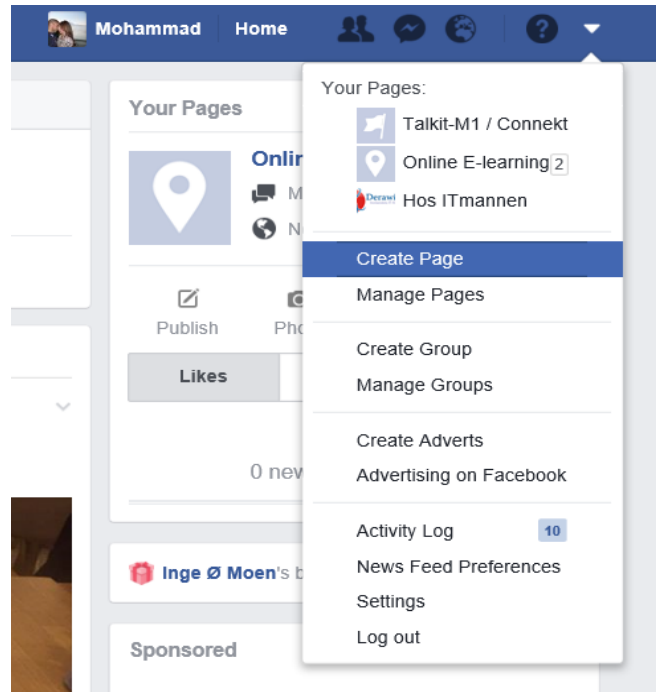 Mohammad Home
Your Pages
Onlin
M
N
Publish Pho
Likes
0 new
Inge Ø Moen's b
Sponsored
Your Pages:
Talkit-M1 / Connekt
Online E-learning 2
Derawi Hos ITmannen
Create Page
Manage Pages
Create Group
Manage Groups
Create Adverts
Advertising on Facebook
Activity Log 10
News Feed Preferences
Settings
Log out